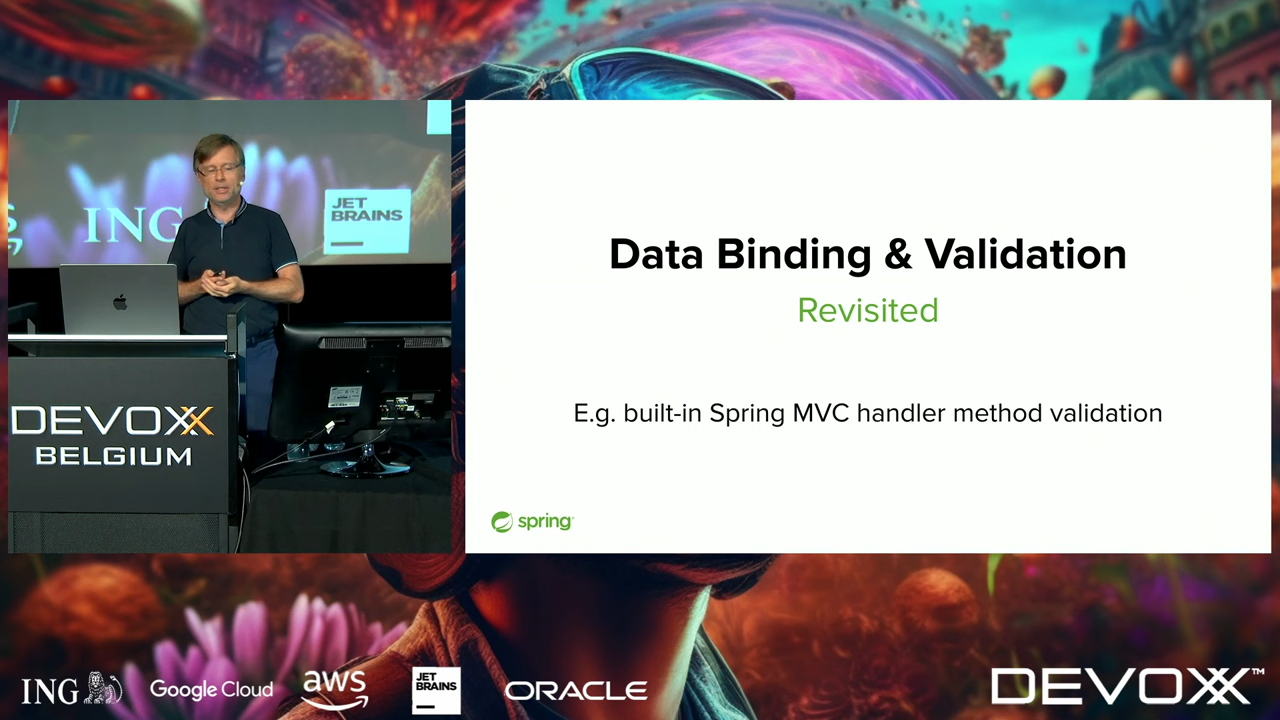 ING
JET
BRAINS
DEVOXX
BELGIUM
Data Binding & Validation
Revisited
E.g. built-in Spring MVC handler method validation
spring
ING
Google Cloud
aws
JET
BRAINS
ORACLE
DEVOXX™